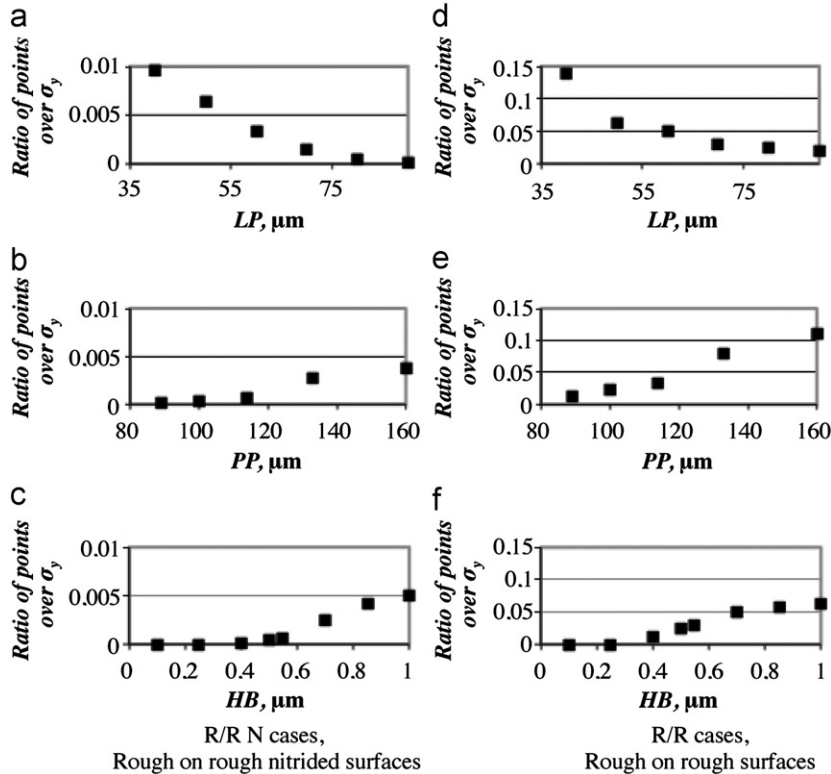 a
Ratio of points
over σy
0.01
0.005
0
35
55
75
LP, μm
b
Ratio of points
over σy
0.01
0.005
0
80
100
120
140
160
PP, μm
c
Ratio of points
over σy
0.01
0.005
0
0
0.2
0.4
0.6
0.8
1
HB, μm
R/R N cases,
Rough on rough nitrided surfaces
d
Ratio of points
over σy
0.15
0.1
0.05
0
35
55
75
LP, μm
e
Ratio of points
over σy
0.15
0.1
0.05
0
80
100
120
140
160
PP, μm
f
Ratio of points
over σy
0.15
0.1
0.05
0
0
0.2
0.4
0.6
0.8
1
HB, μm
R/R cases,
Rough on rough surfaces